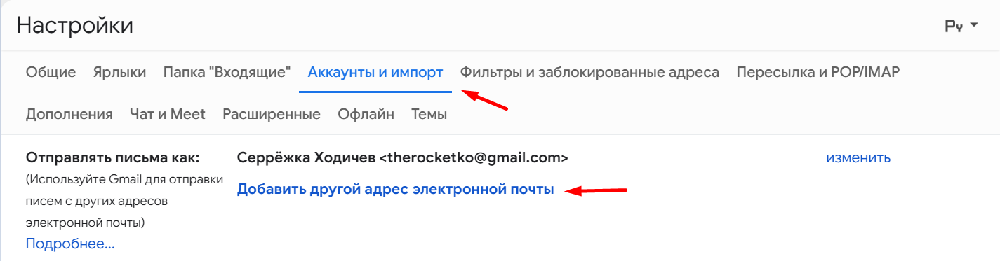 Настройки
Ру
Общие Ярлыки Папка "Входящие" Аккаунты и импорт Фильтры и заблокированные адреса Пересылка и POP/IMAP
Дополнения Чат и Meet Расширенные Офлайн Темы
Отправлять письма как: Серрёжка Ходичев <therocketko@gmail.com> изменить
(Используйте Gmail для отправки
писем с других адресов
электронной почты)
Добавить другой адрес электронной почты
Подробнее...